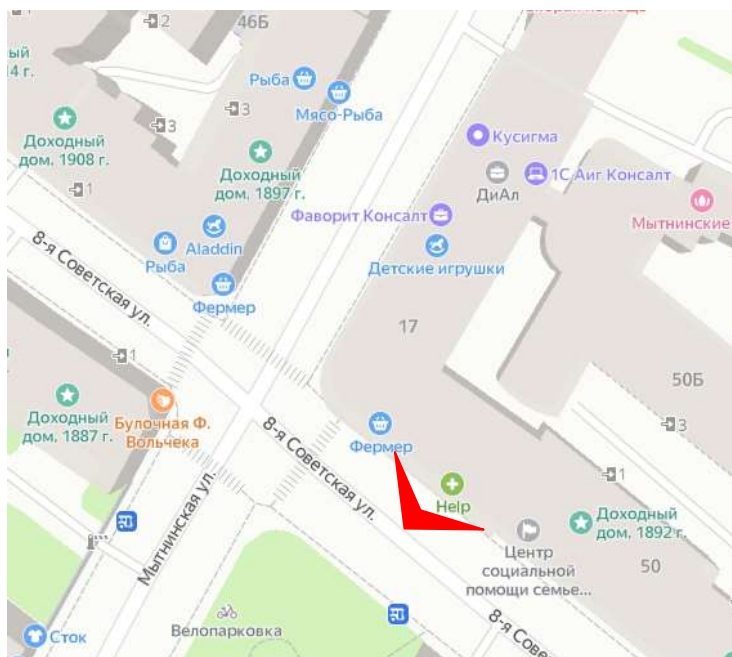 46Б
2
1
ый
14 г.
Рыба
Мясо-Рыба
3
3
Доходный
дом, 1908 г.
Доходный
дом, 1897 г.
1
Кусигма
1С Аиг Консалт
ДиАл
Фаворит Консалт
Мытнинские
Aladdin
Рыба
Детские игрушки
8-я Советская ул.
Фермер
17
1
50Б
Доходный
дом, 1887 г.
Булочная Ф.
Вольчека
Фермер
3
8-я Советская ул.
1
Help
Доходный
дом, 1892 г.
Мытнинская ул.
Центр
социальной
помощи семье...
50
Велопарковка
Сток
8-я Сове